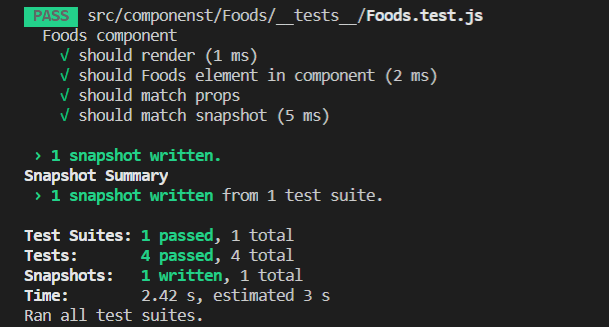 PASS src/componenst/Foods/__tests__/Foods.test.js
Foods component
√ should render (1 ms)
√ should Foods element in component (2 ms)
√ should match props
√ should match snapshot (5 ms)
› 1 snapshot written.
Snapshot Summary
› 1 snapshot written from 1 test suite.
Test Suites: 1 passed, 1 total
Tests: 4 passed, 4 total
Snapshots: 1 written, 1 total
Time: 2.42 s, estimated 3 s
Ran all test suites.